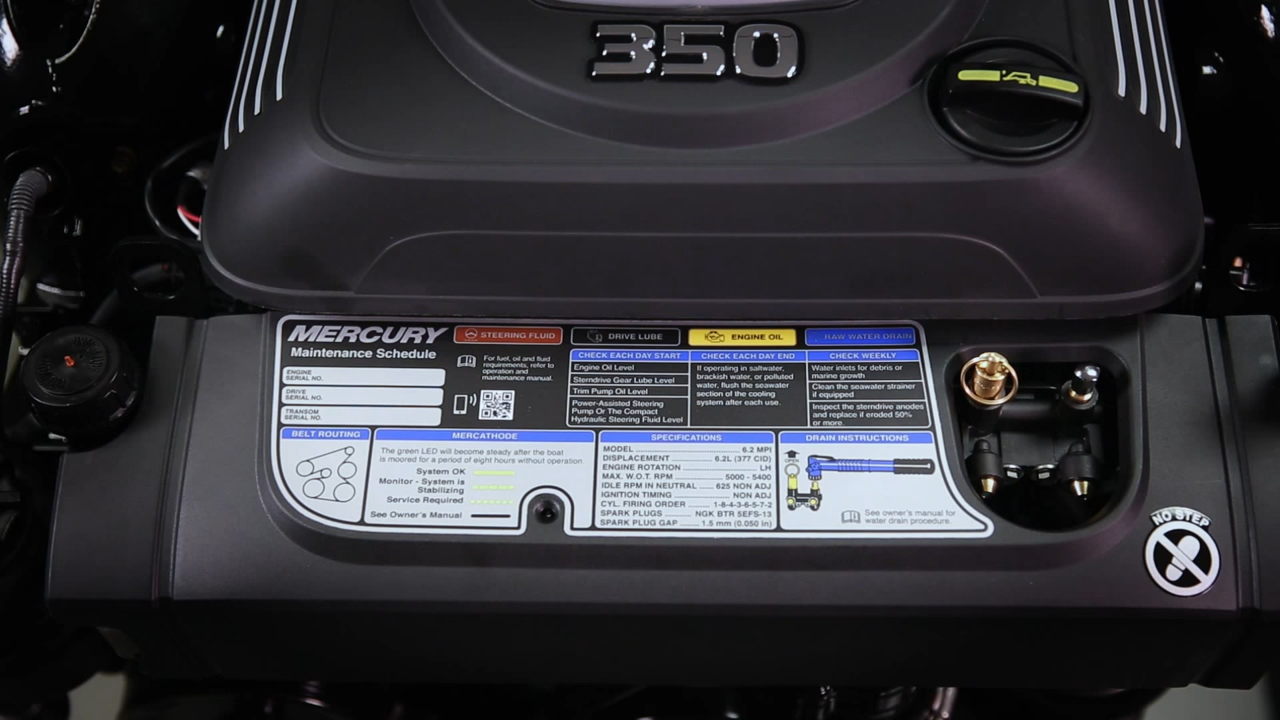 350
MERCURY
Maintenance Schedule
ENGINE
SERIAL NO.
DRIVE
SERIAL NO.
TRANSOM
SERIAL NO.
STEERING FLUID
DRIVE LUBE
ENGINE OIL
RAW WATER DRAIN
For fuel, oil and fluid
requirements, refer to
operation and
maintenance manual.
CHECK EACH DAY START
Engine Oil Level
Sterndrive Gear Lube Level
Trim Pump Oil Level
Power-Assisted Steering
Pump Or The Compact
Hydraulic Steering Fluid Level
CHECK EACH DAY END
If operating in saltwater,
brackish water, or polluted
water, flush the seawater
section of the cooling
system after each use.
CHECK WEEKLY
Water inlets for debris or
marine growth
Clean the seawater strainer
if equipped
Inspect the sterndrive anodes
and replace if eroded 50%
or more.
BELT ROUTING
MERCATHODE
The green LED will become steady after the boat
is moored for a period of eight hours without operation.
System OK
Monitor - System is
Stabilizing
Service Required
See Owner's Manual
SPECIFICATIONS
MODEL 6.2 MPI
DISPLACEMENT 6.2L (377 CID)
ENGINE ROTATION LH
MAX. W.O.T. RPM 5000 - 5400
IDLE RPM IN NEUTRAL 625 NON ADJ
IGNITION TIMING NON ADJ
CYL. FIRING ORDER 1-8-4-3-6-5-7-2
SPARK PLUGS NGK BTR 5EFS-13
SPARK PLUG GAP 1.5 mm (0.050 in)
DRAIN INSTRUCTIONS
OPEN
See owner's manual for
water drain procedure.
NO STEP